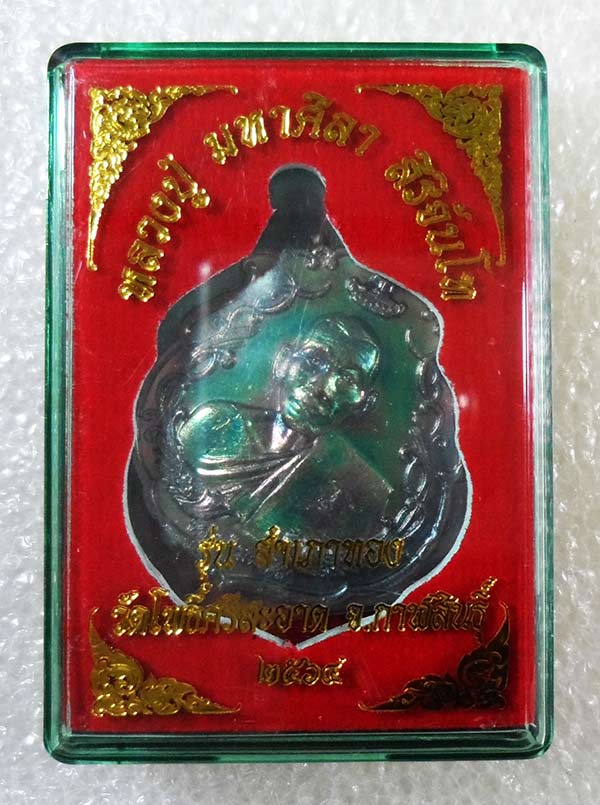 หลวงปู่ มหาศิลา สิริจันโท
รุ่น สำเภาทอง
วัดโพธิ์ศรีสะอาด จ.กาฬสินธุ์
๒๕๖๔